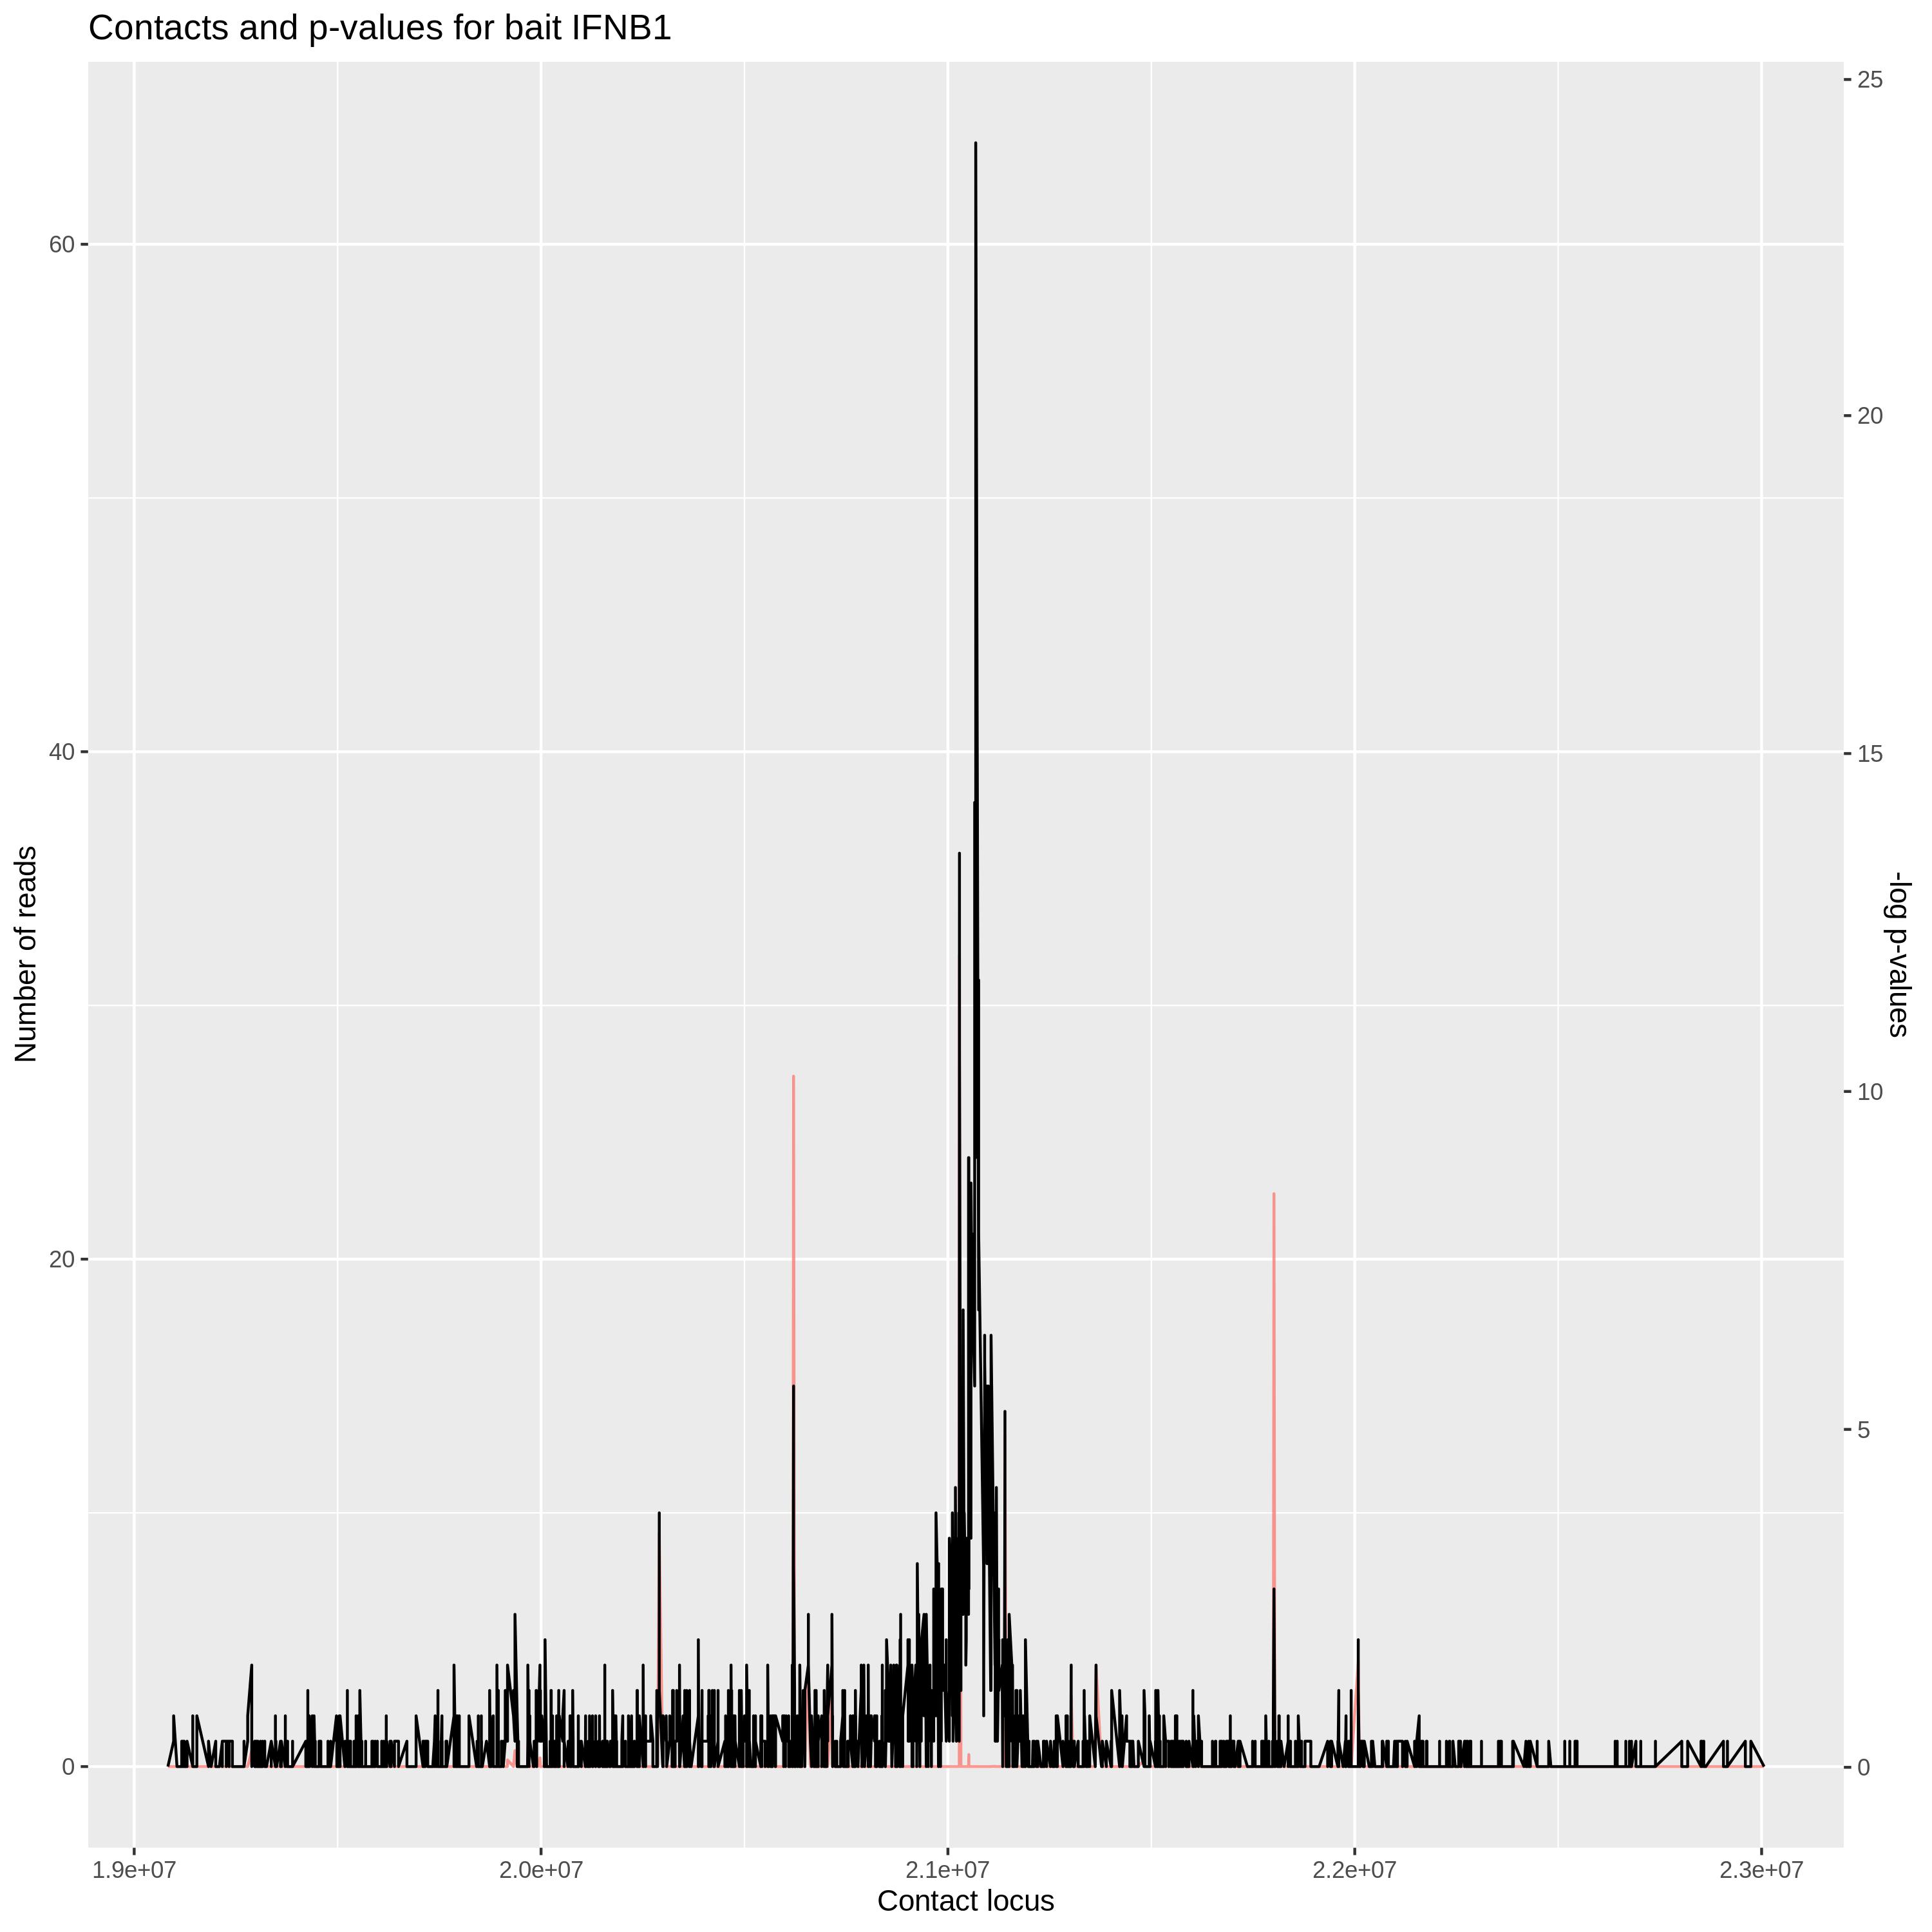 Contacts and p-values for bait IFNB1
Number of reads
60
40
20
0
25
20
15
10
5
0
-log p-values
1.9e+07 2.0e+07 2.1e+07 2.2e+07 2.3e+07
Contact locus